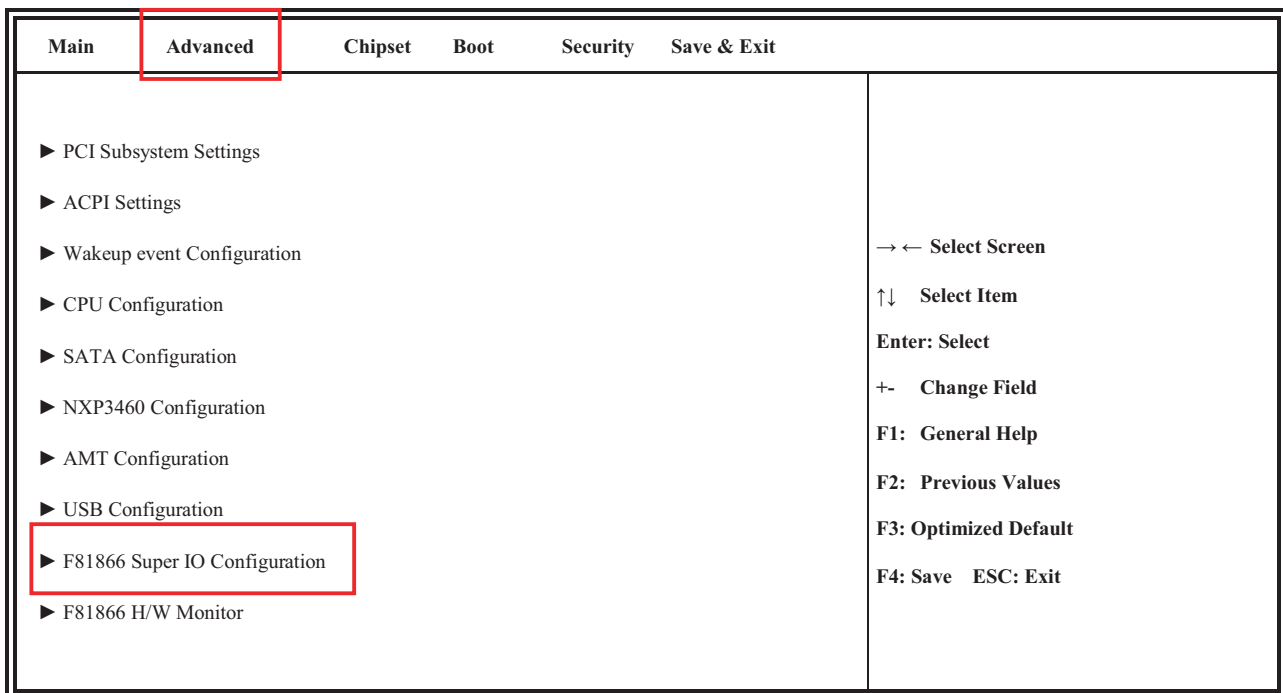 Main Advanced Chipset Boot Security Save & Exit
► PCI Subsystem Settings
► ACPI Settings
► Wakeup event Configuration
► CPU Configuration
► SATA Configuration
► NXP3460 Configuration
► AMT Configuration
► USB Configuration
► F81866 Super IO Configuration
► F81866 H/W Monitor
→ ← Select Screen
↑↓ Select Item
Enter: Select
+- Change Field
F1: General Help
F2: Previous Values
F3: Optimized Default
F4: Save ESC: Exit